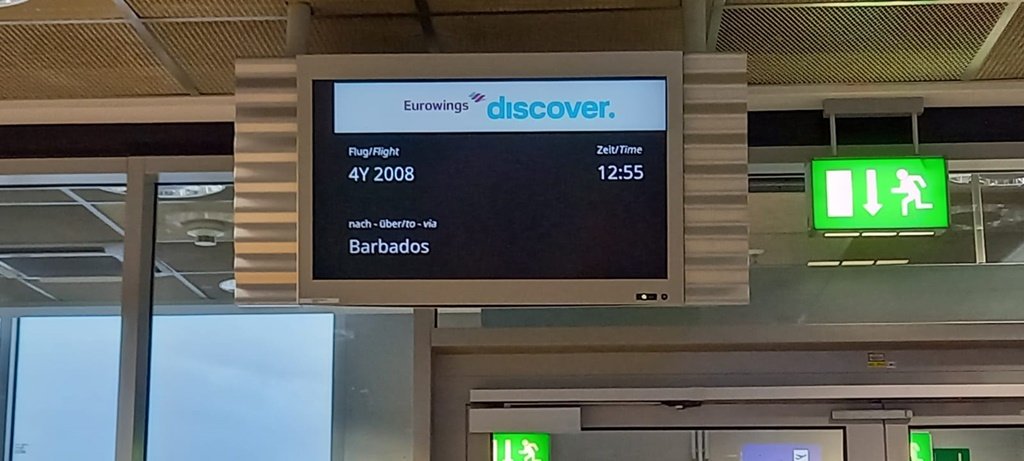 Eurowings discover.
Flug/Flight Zeit/Time
4Y 2008 12:55
nach - über/to - via
Barbados